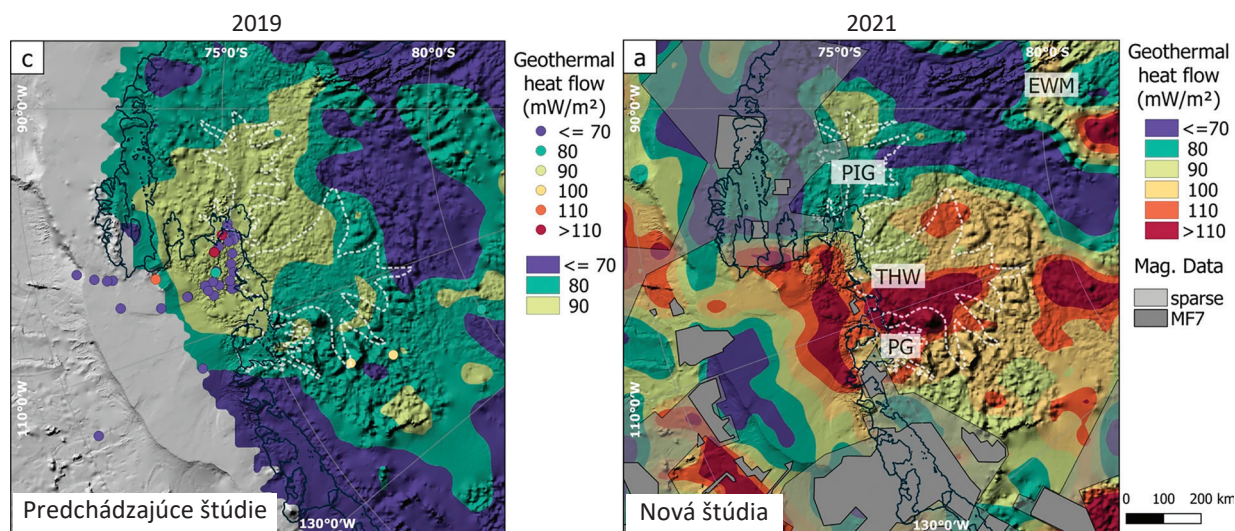 2019
c
75°0'S
80°0'S
90°0'W
110°0'W
130°0'W
Predchádzajúce štúdie
Geothermal
heat flow
(mW/m²)
<= 70
80
90
100
110
>110
<= 70
80
90
2021
a
75°0'S
80°0'S
EWM
90°0'W
PIG
THW
PG
110°0'W
130°0'W
Nová štúdia
Geothermal
heat flow
(mW/m²)
<=70
80
90
100
110
>110
Mag. Data
sparse
MF7
0 100 200 km